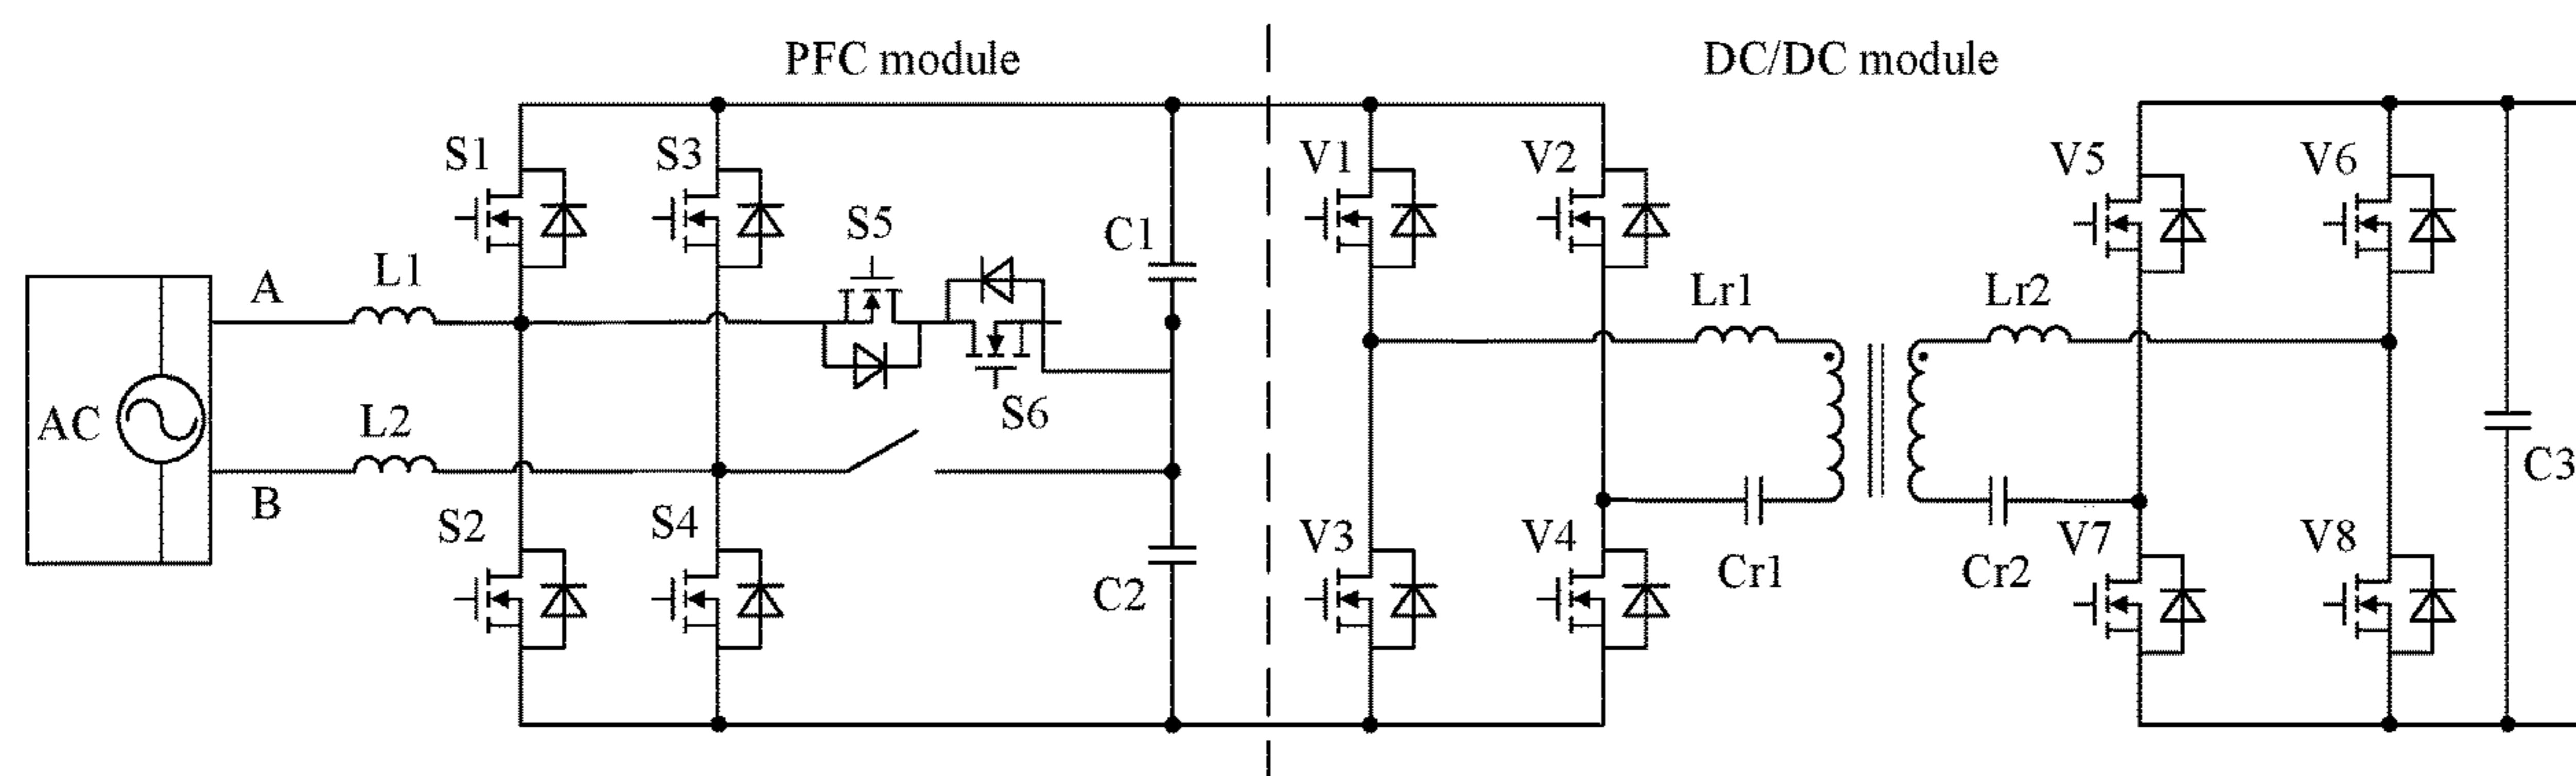 PFC module
DC/DC module
S1
S3
S5
C1
V1
V2
V5
V6
A
L1
Lr1
Lr2
AC
L2
S6
B
S2
S4
C2
V3
V4
Cr1
Cr2
V7
V8
C3